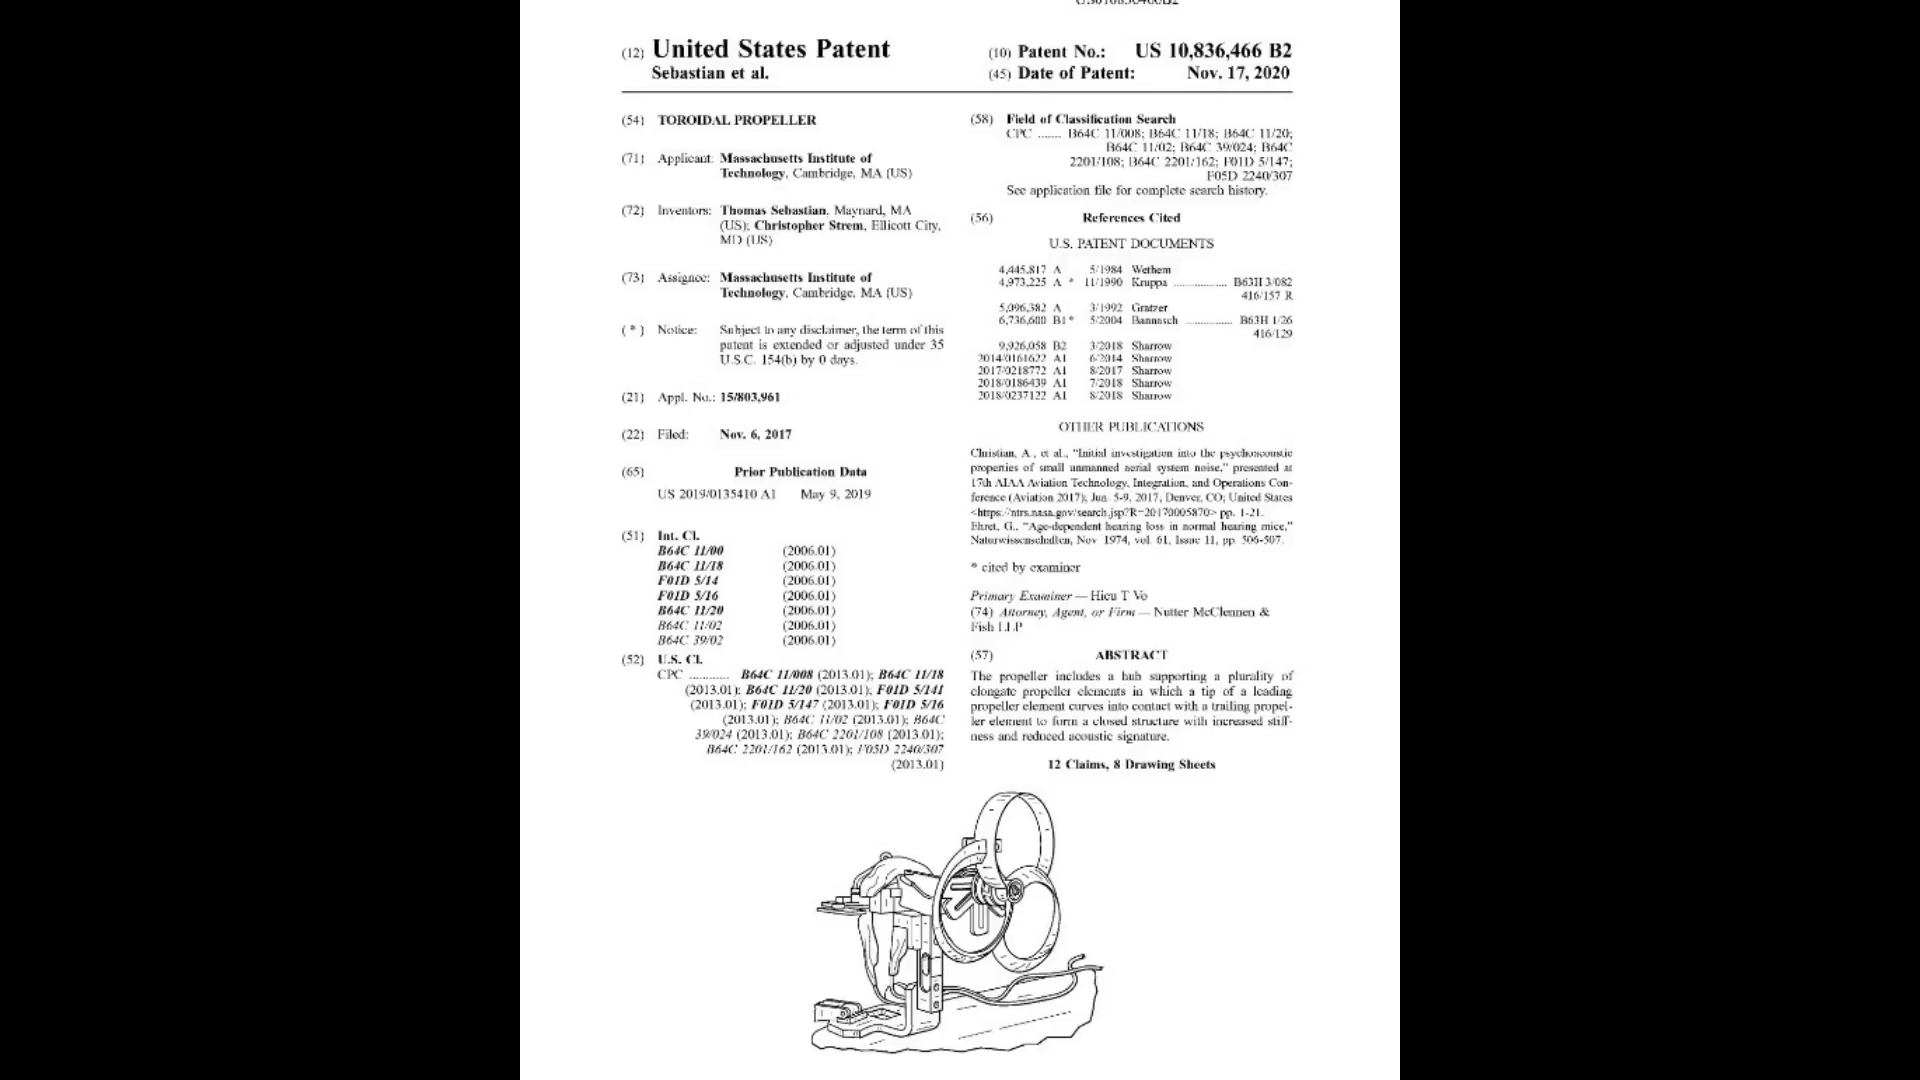 (12) United States Patent
Sebastian et al.
(10) Patent No.: US 10,836,466 B2
(45) Date of Patent: Nov. 17, 2020
(54) TOROIDAL PROPELLER
(71) Applicant: Massachusetts Institute of
Technology, Cambridge, MA (US)
(72) Inventors: Thomas Sebastian, Maynard, MA
(US); Christopher Strem, Ellicott City,
MD (US)
(73) Assignee: Massachusetts Institute of
Technology, Cambridge, MA (US)
( * ) Notice: Subject to any disclaimer, the term of this
patent is extended or adjusted under 35
U.S.C. 154(b) by 0 days.
(21) Appl. No.: 15/803,961
(22) Filed: Nov. 6, 2017
(65) Prior Publication Data
US 2019/0135410 A1 May 9, 2019
(51) Int. Cl.
B64C 11/00 (2006.01)
B64C 11/18 (2006.01)
F01D 5/14 (2006.01)
F01D 5/16 (2006.01)
B64C 11/20 (2006.01)
B64C 11/02 (2006.01)
B64C 39/02 (2006.01)
(52) U.S. Cl.
CPC ........... B64C 11/008 (2013.01); B64C 11/18
(2013.01); B64C 11/20 (2013.01); F01D 5/141
(2013.01); F01D 5/147 (2013.01); F01D 5/16
(2013.01); B64C 11/02 (2013.01); B64C
39/024 (2013.01); B64C 2201/108 (2013.01);
B64C 2201/162 (2013.01); F05D 2240/307
(2013.01)
(58) Field of Classification Search
CPC ....... B64C 11/008; B64C 11/18; B64C 11/20;
B64C 11/02; B64C 39/024; B64C
2201/108; B64C 2201/162; F01D 5/147;
F05D 2240/307
See application file for complete search history.
(56) References Cited
U.S. PATENT DOCUMENTS
4,445,817 A 5/1984 Wethern
4,973,225 A * 11/1990 Kruppa ................. B63H 3/082
416/157 R
5,096,382 A 3/1992 Gratzer
6,736,600 B1 * 5/2004 Bannasch ............... B63H 1/26
416/129
9,926,058 B2 3/2018 Sharrow
2014/0161622 A1 6/2014 Sharrow
2017/0218772 A1 8/2017 Sharrow
2018/0186439 A1 7/2018 Sharrow
2018/0237122 A1 8/2018 Sharrow
OTHER PUBLICATIONS
Christian, A., et al., "Initial investigation into the psychoacoustic
properties of small unmanned aerial system noise," presented at
17th AIAA Aviation Technology, Integration, and Operations Con-
ference (Aviation 2017); Jun. 5-9, 2017; Denver, CO; United States
<https://ntrs.nasa.gov/search.jsp?R=20170005870> pp. 1-21.
Ehret, G., "Age-dependent hearing loss in normal hearing mice,"
Naturwissenschaften, Nov 1974, vol. 61, Issue 11, pp. 506-507.
* cited by examiner
Primary Examiner — Hieu T Vo
(74) Attorney, Agent, or Firm — Nutter McClennen &
Fish LLP
(57) ABSTRACT
The propeller includes a hub supporting a plurality of
elongate propeller elements in which a tip of a leading
propeller element curves into contact with a trailing propel-
ler element to form a closed structure with increased stiff-
ness and reduced acoustic signature.
12 Claims, 8 Drawing Sheets